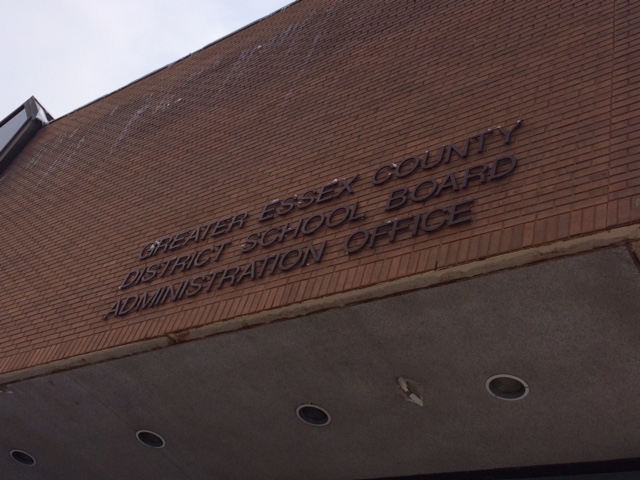 GREATER ESSEX COUNTY
DISTRICT SCHOOL BOARD
ADMINISTRATION OFFICE